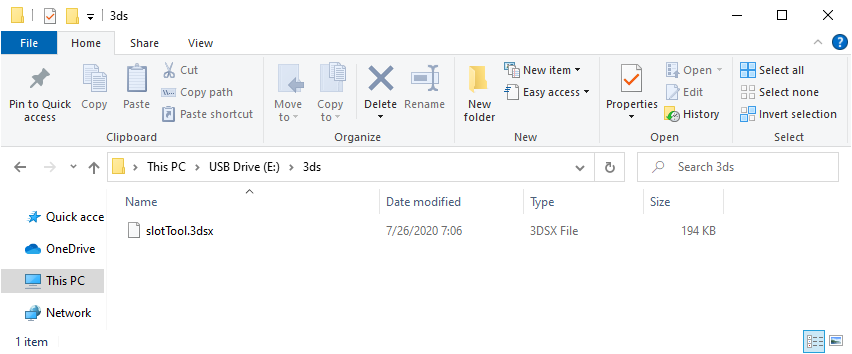 3ds
File Home Share View
Pin to Quick access
Copy
Paste
Cut
Copy path
Paste shortcut
Clipboard
Move to
Copy to
Delete
Rename
Organize
New folder
New item
Easy access
New
Properties
Open
Edit
History
Open
Select all
Select none
Invert selection
Select
This PC USB Drive (E:) 3ds
Search 3ds
Name Date modified Type Size
Quick acce
slotTool.3dsx 7/26/2020 7:06 3DSX File 194 KB
OneDrive
This PC
Network
1 item